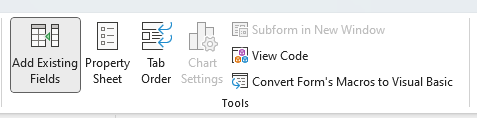 Add Existing
Fields
Property
Sheet
Tab
Order
Chart
Settings
Subform in New Window
View Code
Convert Form's Macros to Visual Basic
Tools